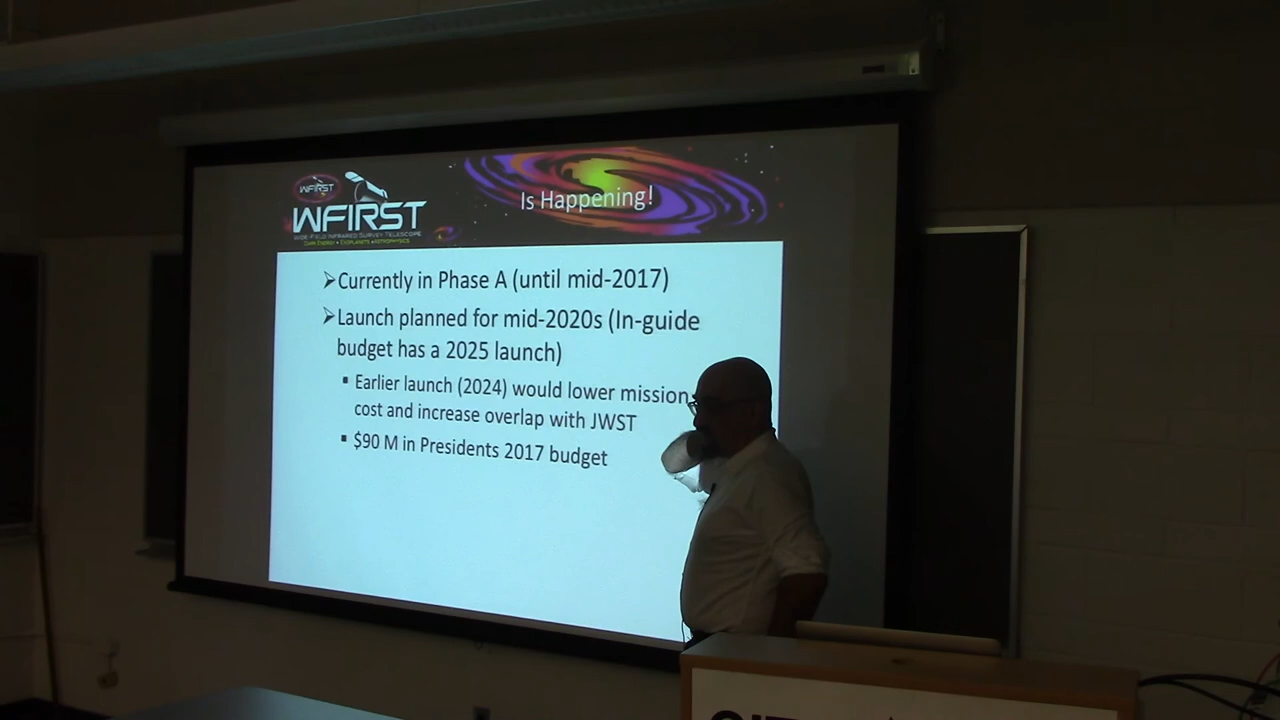 WFIRST
WFIRST
WIDE-FIELD INFRARED SURVEY TELESCOPE
DARK ENERGY • EXOPLANETS • ASTROPHYSICS
Is Happening!
➢Currently in Phase A (until mid-2017)
➢Launch planned for mid-2020s (In-guide
budget has a 2025 launch)
▪ Earlier launch (2024) would lower mission
cost and increase overlap with JWST
▪ $90 M in Presidents 2017 budget